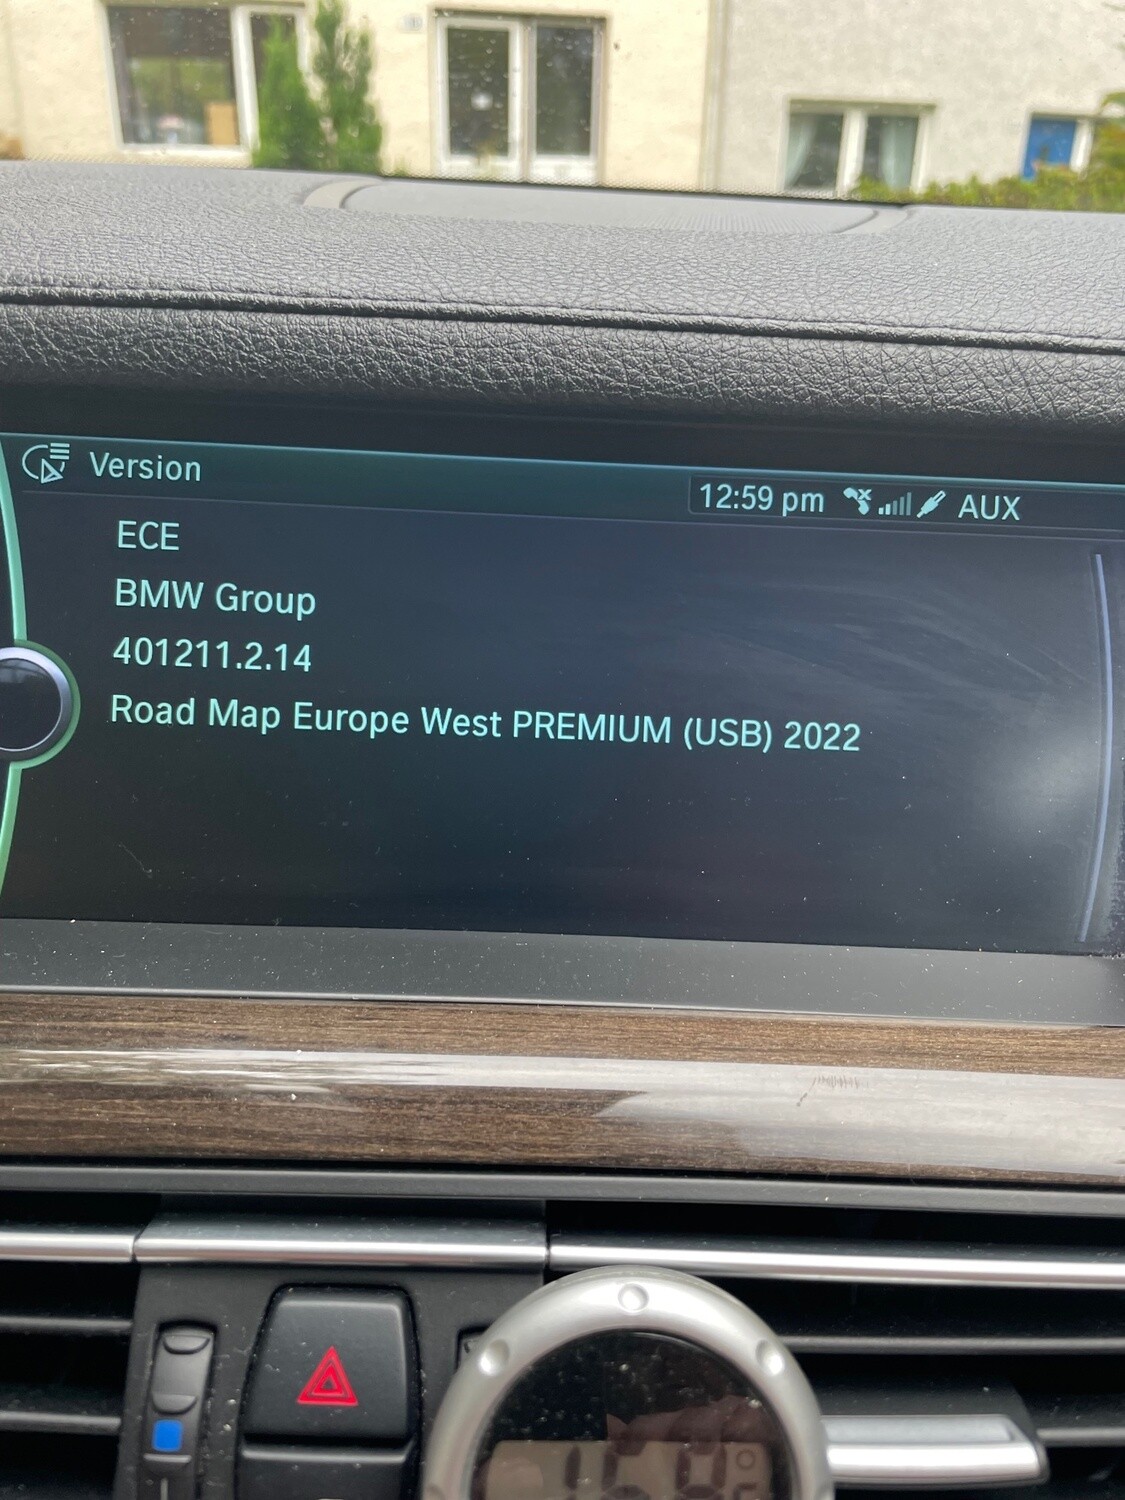 Version
12:59 pm AUX
ECE
BMW Group
401211.2.14
Road Map Europe West PREMIUM (USB) 2022